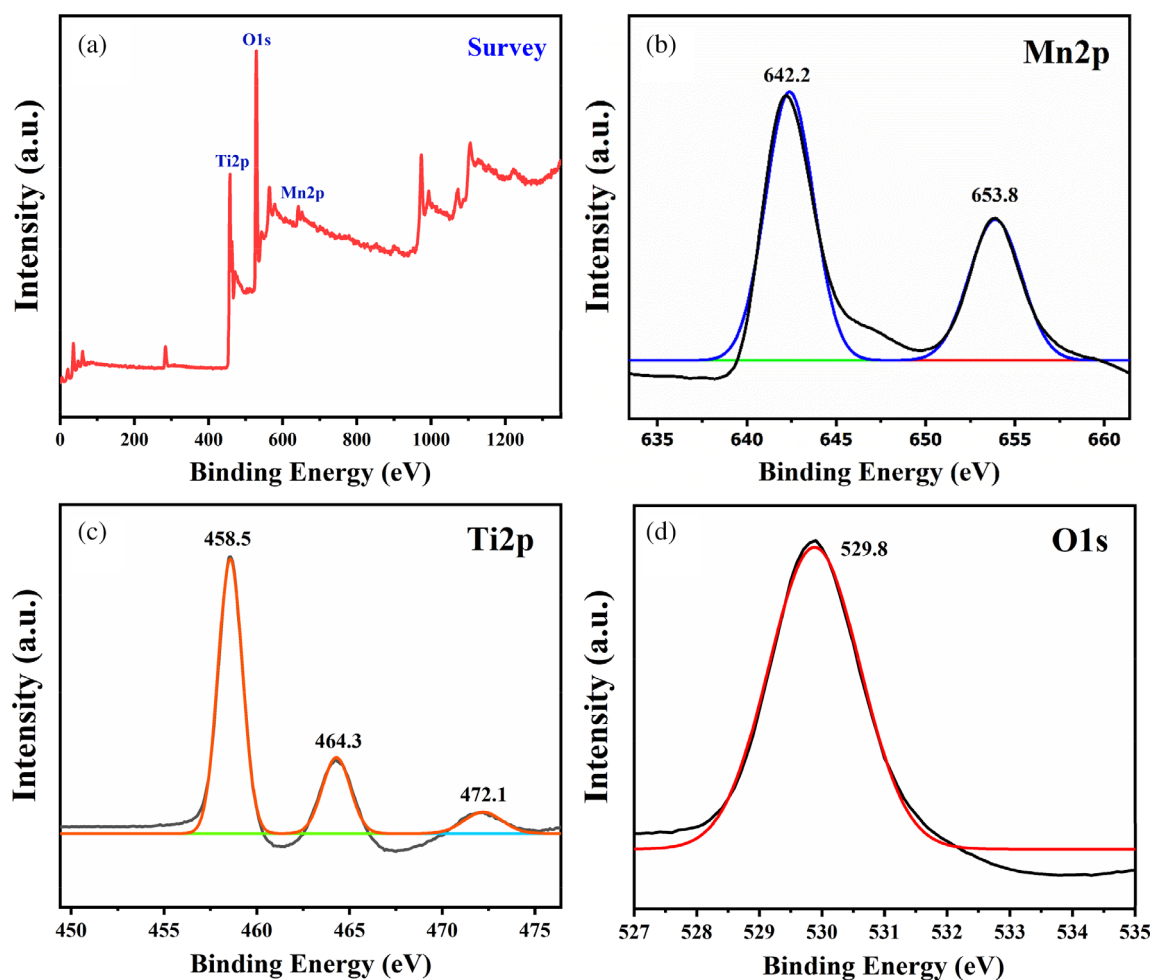 (a)
Survey
O1s
Ti2p
Mn2p
Intensity (a.u.)
0 200 400 600 800 1000 1200
Binding Energy (eV)
(b)
Mn2p
642.2
653.8
Intensity (a.u.)
635 640 645 650 655 660
Binding Energy (eV)
(c)
Ti2p
458.5
464.3
472.1
Intensity (a.u.)
450 455 460 465 470 475
Binding Energy (eV)
(d)
O1s
529.8
Intensity (a.u.)
527 528 529 530 531 532 533 534 535
Binding Energy (eV)